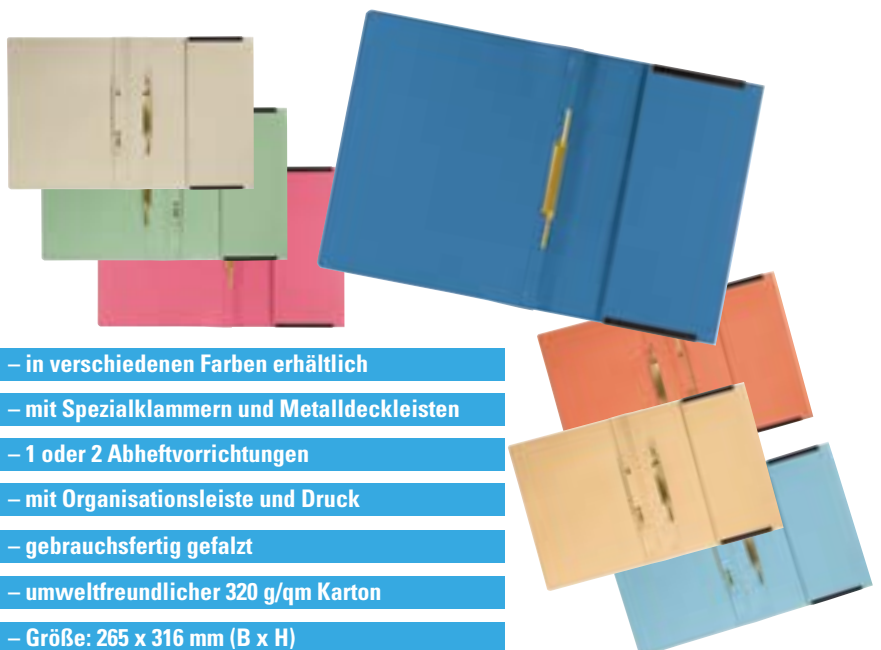 – in verschiedenen Farben erhältlich
– mit Spezialklammern und Metalldeckleisten
– 1 oder 2 Abheftvorrichtungen
– mit Organisationsleiste und Druck
– gebrauchsfertig gefalzt
– umweltfreundlicher 320 g/qm Karton
– Größe: 265 x 316 mm (B x H)